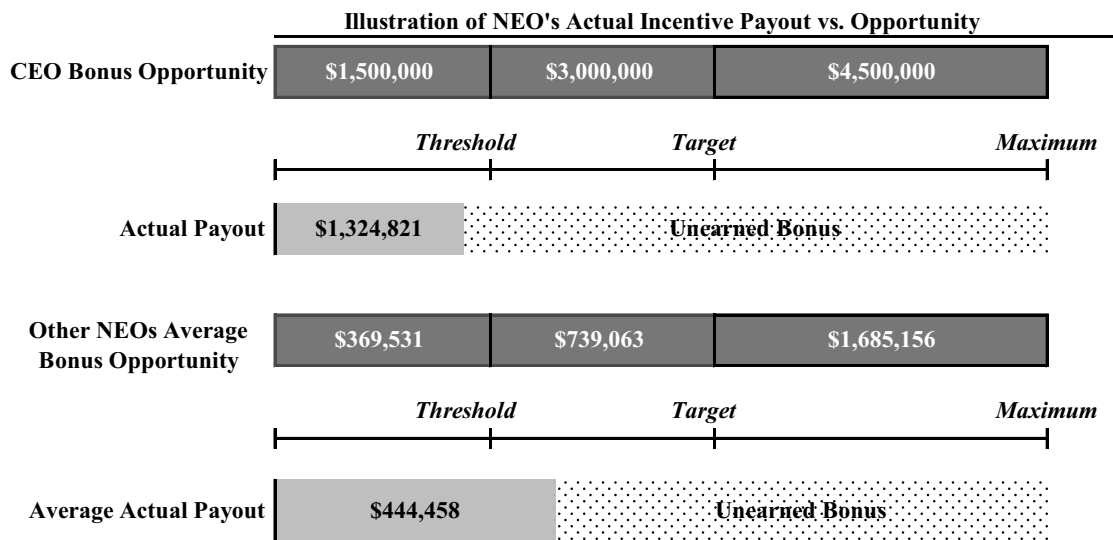 Illustration of NEO's Actual Incentive Payout vs. Opportunity
CEO Bonus Opportunity $1,500,000 $3,000,000 $4,500,000
Threshold Target Maximum
Actual Payout $1,324,821 Unearned Bonus
Other NEOs Average
Bonus Opportunity
$369,531 $739,063 $1,685,156
Threshold Target Maximum
Average Actual Payout $444,458 Unearned Bonus